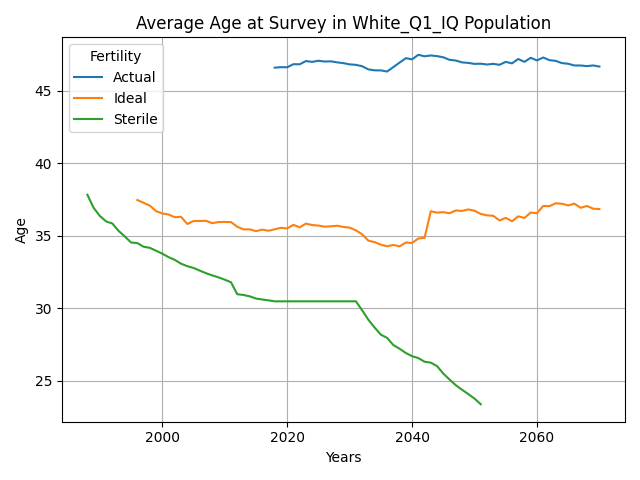 Average Age at Survey in White_Q1_IQ Population
Fertility
Actual
Ideal
Sterile
Age
45
40
35
30
25
2000
2020
2040
2060
Years